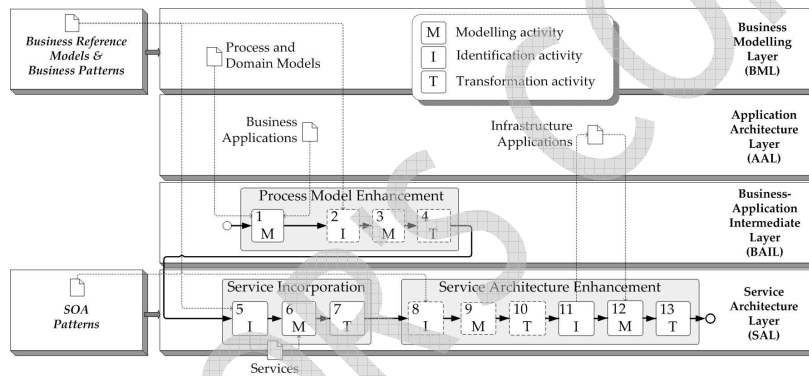 Business Reference
Models &
Business Patterns
Process and
Domain Models
M Modelling activity
I Identification activity
T Transformation activity
Business
Modelling
Layer
(BML)
Business
Applications
Infrastructure
Applications
Application
Architecture
Layer
(AAL)
Process Model Enhancement
1 M
2 I
3 M
4 T
Business-
Application
Intermediate
Layer
(BAIL)
SOA
Patterns
Service Incorporation
5 I
6 M
7 T
Services
Service Architecture Enhancement
8 I
9 M
10 T
11 I
12 M
13 T
Service
Architecture
Layer
(SAL)